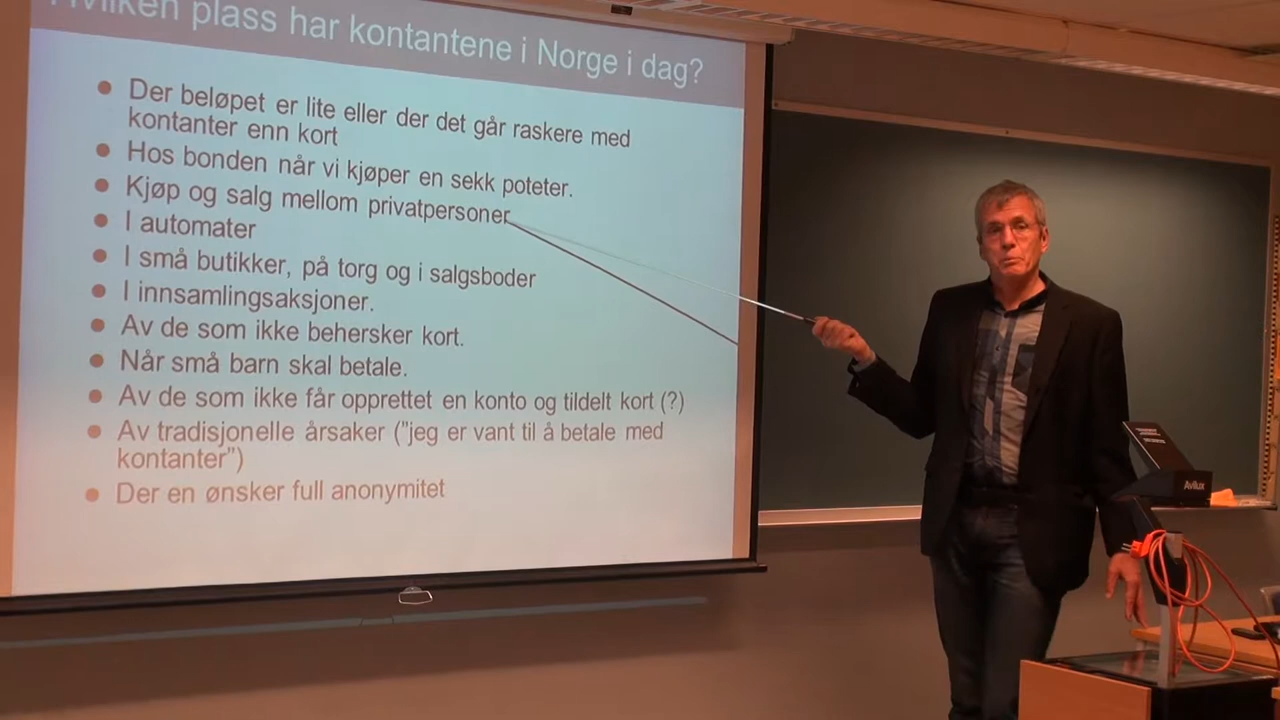 Hvilken plass har kontantene i Norge i dag?
Der beløpet er lite eller der det går raskere med
kontanter enn kort
Hos bonden når vi kjøper en sekk poteter.
Kjøp og salg mellom privatpersoner
I automater
I små butikker, på torg og i salgsboder
I innsamlingsaksjoner.
Av de som ikke behersker kort.
Når små barn skal betale.
Av de som ikke får opprettet en konto og tildelt kort (?)
Av tradisjonelle årsaker ("jeg er vant til å betale med
kontanter")
Der en ønsker full anonymitet
Avilux